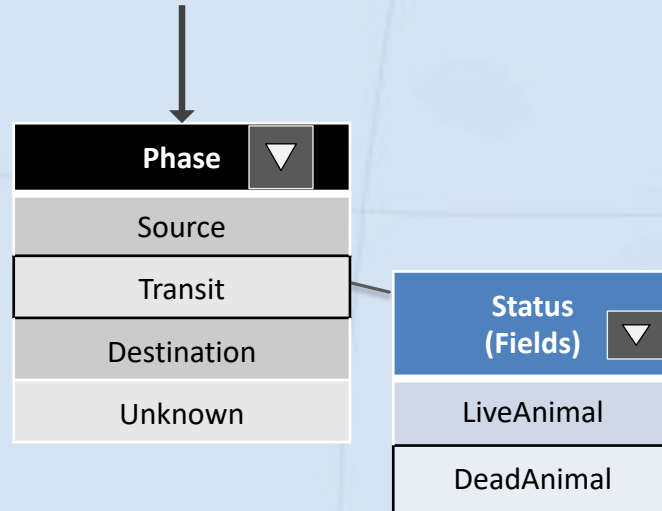 Phase
Source
Transit
Destination
Unknown
Status
(Fields)
LiveAnimal
DeadAnimal